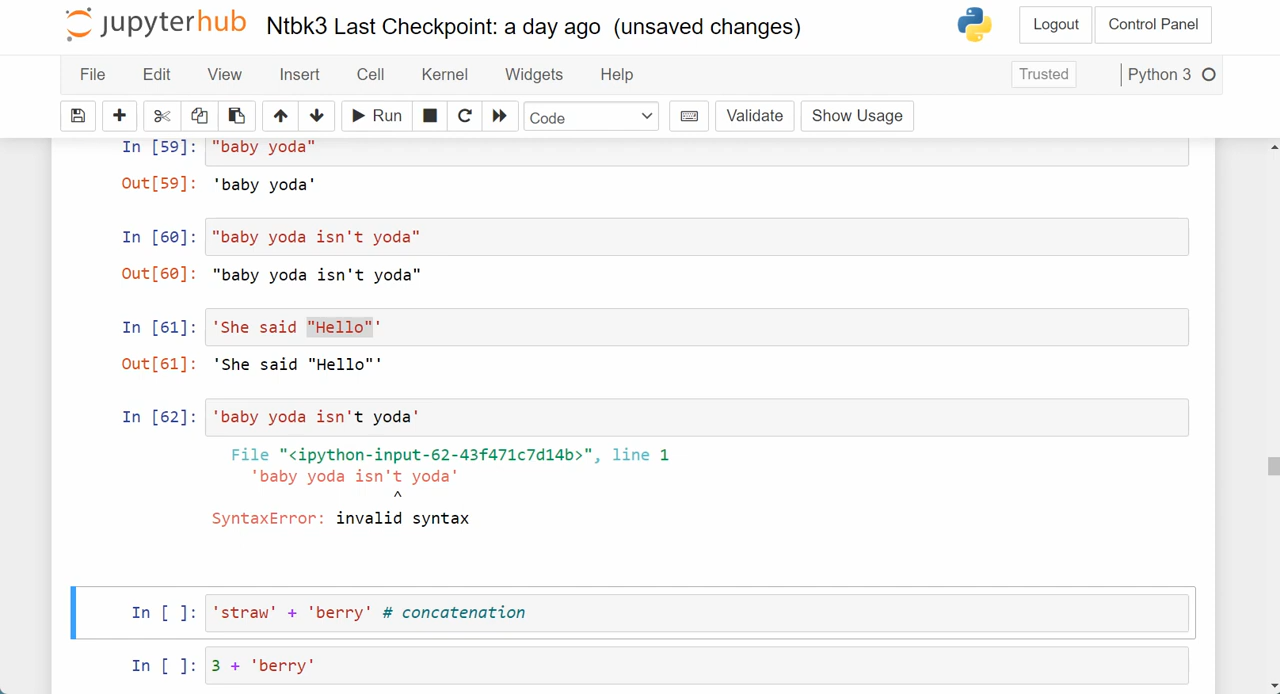 jupyterhub Ntbk3 Last Checkpoint: a day ago (unsaved changes) Logout Control Panel
File Edit View Insert Cell Kernel Widgets Help Trusted Python 3
Run Code Validate Show Usage
In [59]: "baby yoda"
Out[59]: 'baby yoda'
In [60]: "baby yoda isn't yoda"
Out[60]: "baby yoda isn't yoda"
In [61]: 'She said "Hello"'
Out[61]: 'She said "Hello"'
In [62]: 'baby yoda isn't yoda'
File "<ipython-input-62-43f471c7d14b>", line 1
'baby yoda isn't yoda'
^
SyntaxError: invalid syntax
In [ ]: 'straw' + 'berry' # concatenation
In [ ]: 3 + 'berry'